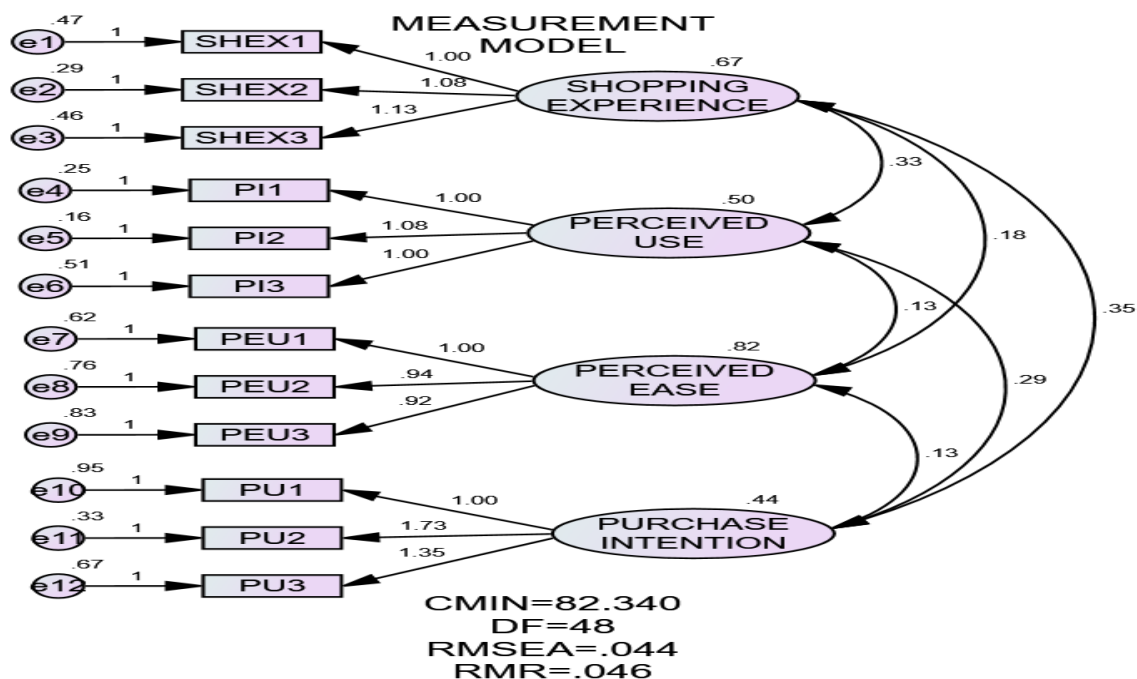 MEASUREMENT
MODEL
.47
e1
1
SHEX1
1.00
.29
e2
1
SHEX2
1.08
.67
SHOPPING
EXPERIENCE
.46
e3
1
SHEX3
1.13
.33
.25
e4
1
PI1
1.00
.50
.16
e5
1
PI2
1.08
PERCEIVED
USE
.18
.51
e6
1
PI3
1.00
.13
.35
.62
e7
1
PEU1
1.00
.82
.76
e8
1
PEU2
.94
PERCEIVED
EASE
.29
.83
e9
1
PEU3
.92
.13
.95
e10
1
PU1
1.00
.44
.33
e11
1
PU2
1.73
PURCHASE
INTENTION
.67
e12
1
PU3
1.35
CMIN=82.340
DF=48
RMSEA=.044
RMR=.046